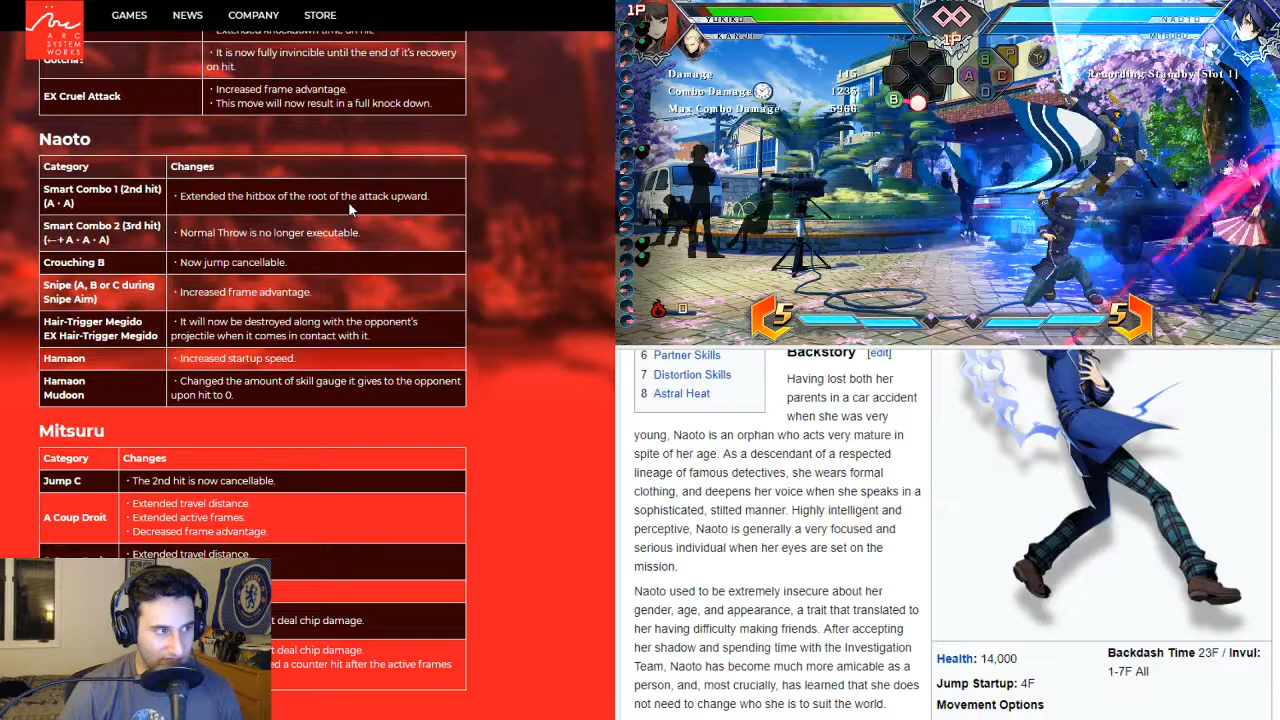 GAMES NEWS COMPANY STORE
ARC
SYSTEM
WORKS
・It is now fully invincible until the end of it's recovery
on hit.
EX Cruel Attack
・Increased frame advantage.
・This move will now result in a full knock down.
Naoto
Category Changes
Smart Combo 1 (2nd hit)
(A・A)
・Extended the hitbox of the root of the attack upward.
Smart Combo 2 (3rd hit)
(←+A・A・A)
・Normal Throw is no longer executable.
Crouching B ・Now jump cancellable.
Snipe (A, B or C during
Snipe Aim)
・Increased frame advantage.
Hair-Trigger Megido
EX Hair-Trigger Megido
・It will now be destroyed along with the opponent's
projectile when it comes in contact with it.
Hamaon ・Increased startup speed.
Hamaon
Mudoon
・Changed the amount of skill gauge it gives to the opponent
upon hit to 0.
Mitsuru
Category Changes
Jump C ・The 2nd hit is now cancellable.
A Coup Droit
・Extended travel distance.
・Extended active frames.
・Decreased frame advantage.
・Extended travel distance.
t deal chip damage.
t deal chip damage.
ed a counter hit after the active frames
1P
YUKIKO
KANJI
1P
NAOTO
MITSURU
Damage 115
Combo Damage 1235
Max Combo Damage 5966
Recording Standby [Slot 1]
B
P
A C
D
B
0
5 5
6 Partner Skills
7 Distortion Skills
8 Astral Heat
Backstory [edit]
Having lost both her
parents in a car accident
when she was very
young, Naoto is an orphan who acts very mature in
spite of her age. As a descendant of a respected
lineage of famous detectives, she wears formal
clothing, and deepens her voice when she speaks in a
sophisticated, stilted manner. Highly intelligent and
perceptive, Naoto is generally a very focused and
serious individual when her eyes are set on the
mission.
Naoto used to be extremely insecure about her
gender, age, and appearance, a trait that translated to
her having difficulty making friends. After accepting
her shadow and spending time with the Investigation
Team, Naoto has become much more amicable as a
person, and, most crucially, has learned that she does
not need to change who she is to suit the world.
Health: 14,000
Jump Startup: 4F
Movement Options
Backdash Time 23F / Invul:
1-7F All